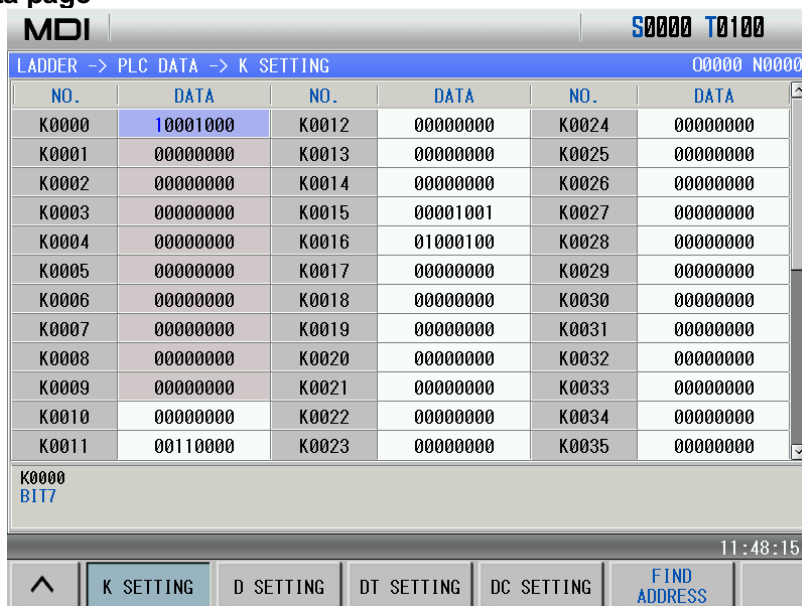 MDI S0000 T0100
LADDER -> PLC DATA -> K SETTING O0000 N0000
NO. DATA NO. DATA NO. DATA
K0000 10001000 K0012 00000000 K0024 00000000
K0001 00000000 K0013 00000000 K0025 00000000
K0002 00000000 K0014 00000000 K0026 00000000
K0003 00000000 K0015 00001001 K0027 00000000
K0004 00000000 K0016 01000100 K0028 00000000
K0005 00000000 K0017 00000000 K0029 00000000
K0006 00000000 K0018 00000000 K0030 00000000
K0007 00000000 K0019 00000000 K0031 00000000
K0008 00000000 K0020 00000000 K0032 00000000
K0009 00000000 K0021 00000000 K0033 00000000
K0010 00000000 K0022 00000000 K0034 00000000
K0011 00110000 K0023 00000000 K0035 00000000
K0000
BIT7
11:48:15
K SETTING D SETTING DT SETTING DC SETTING FIND
ADDRESS